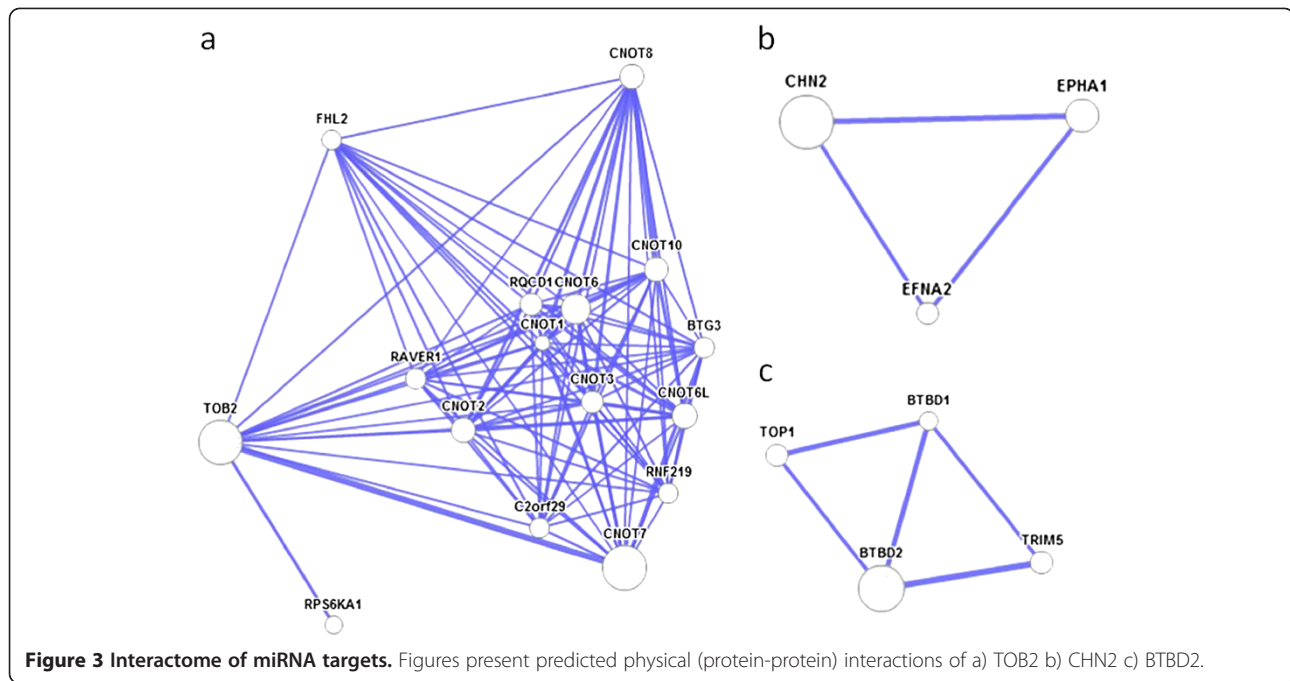 a
CNOT8
FHL2
CNOT10
RQCD1 CNOT6
CNOT1
BTG3
RAVER1
CNOT3
CNOT6L
CNOT2
TOB2
RNF219
C2orf29
CNOT7
RPS6KA1
b
CHN2
EPHA1
EFNA2
c
BTBD1
TOP1
BTBD2
TRIM5
Figure 3 Interactome of miRNA targets. Figures present predicted physical (protein-protein) interactions of a) TOB2 b) CHN2 c) BTBD2.